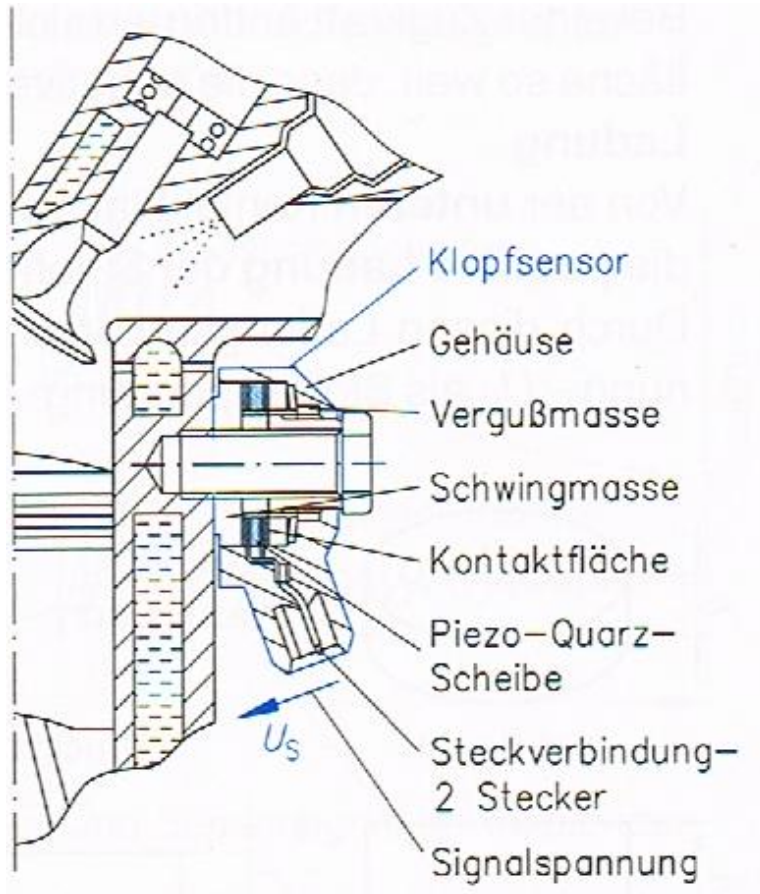 Klopfsensor
Gehäuse
Vergußmasse
Schwingmasse
Kontaktfläche
Piezo-Quarz-
Scheibe
Steckverbindung-
2 Stecker
Signalspannung
U_S